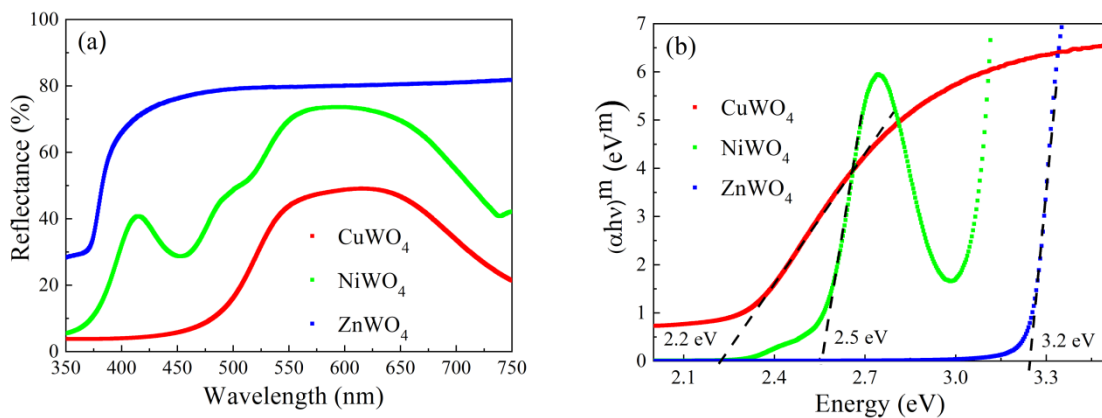 (a)
Reflectance (%)
100
80
60
40
20
0
CuWO₄
NiWO₄
ZnWO₄
350 400 450 500 550 600 650 700 750
Wavelength (nm)
(b)
(αhν)ᵐ (eVᵐ)
7
6
5
4
3
2
1
0
CuWO₄
NiWO₄
ZnWO₄
2.2 eV
2.5 eV
3.2 eV
2.1 2.4 2.7 3.0 3.3
Energy (eV)